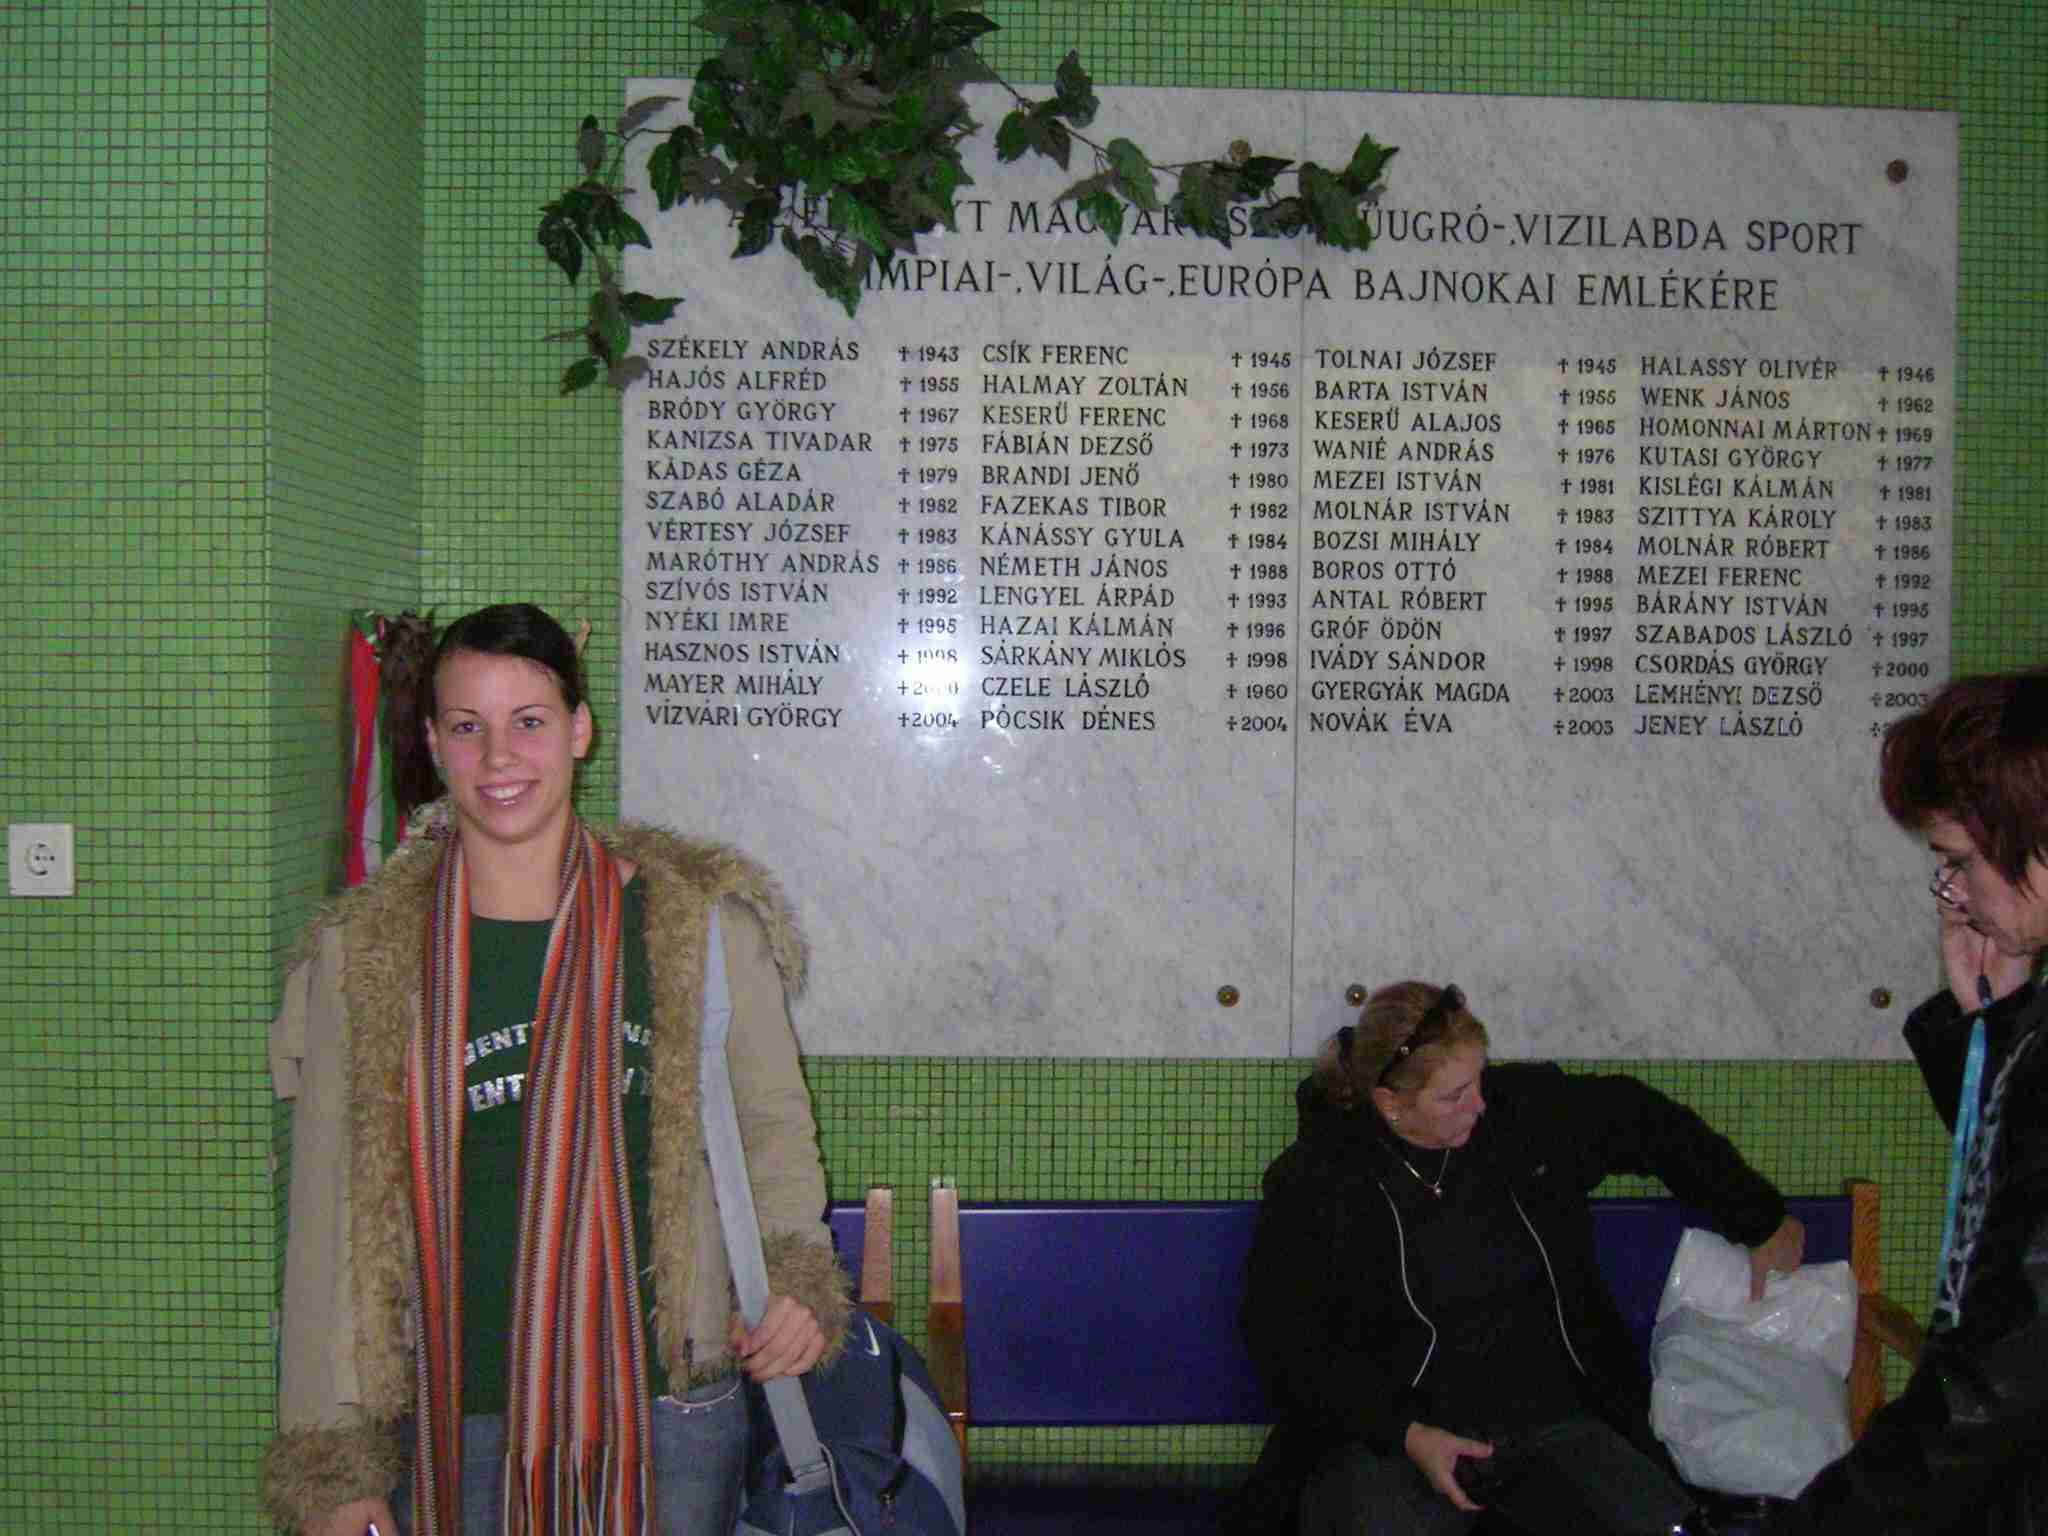 MAGYAR ŰUGRÓ-,VIZILABDA SPORT
IMPIAI-,VILÁG-,EURÓPA BAJNOKAI EMLÉKÉRE
SZÉKELY ANDRÁS † 1943 CSÍK FERENC † 1945 TOLNAI JÓZSEF † 1945 HALASSY OLIVÉR † 1946
HAJÓS ALFRÉD † 1955 HALMAY ZOLTÁN † 1956 BARTA ISTVÁN † 1955 WENK JÁNOS † 1962
BRÓDY GYÖRGY † 1967 KESERŰ FERENC † 1968 KESERŰ ALAJOS † 1965 HOMONNAI MÁRTON † 1969
KANIZSA TIVADAR † 1975 FÁBIÁN DEZSŐ † 1973 WANIÉ ANDRÁS † 1976 KUTASI GYÖRGY † 1977
KÁDAS GÉZA † 1979 BRANDI JENŐ † 1980 MEZEI ISTVÁN † 1981 KISLÉGI KÁLMÁN † 1981
SZABÓ ALADÁR † 1982 FAZEKAS TIBOR † 1982 MOLNÁR ISTVÁN † 1983 SZITTYA KÁROLY † 1983
VÉRTESY JÓZSEF † 1983 KÁNÁSSY GYULA † 1984 BOZSI MIHÁLY † 1984 MOLNÁR RÓBERT † 1986
MARÓTHY ANDRÁS † 1986 NÉMETH JÁNOS † 1988 BOROS OTTÓ † 1988 MEZEI FERENC † 1992
SZÍVÓS ISTVÁN † 1992 LENGYEL ÁRPÁD † 1993 ANTAL RÓBERT † 1995 BÁRÁNY ISTVÁN † 1995
NYÉKI IMRE † 1995 HAZAI KÁLMÁN † 1996 GRÓF ÖDÖN † 1997 SZABADOS LÁSZLÓ † 1997
HASZNOS ISTVÁN † 1998 SÁRKÁNY MIKLÓS † 1998 IVÁDY SÁNDOR † 1998 CSORDÁS GYÖRGY † 2000
MAYER MIHÁLY † 2000 CZELE LÁSZLÓ † 1960 GYERGYÁK MAGDA † 2003 LEMHÉNYI DEZSŐ † 2003
VÍZVÁRI GYÖRGY † 2004 PÓCSIK DÉNES † 2004 NOVÁK ÉVA † 2005 JENEY LÁSZLÓ